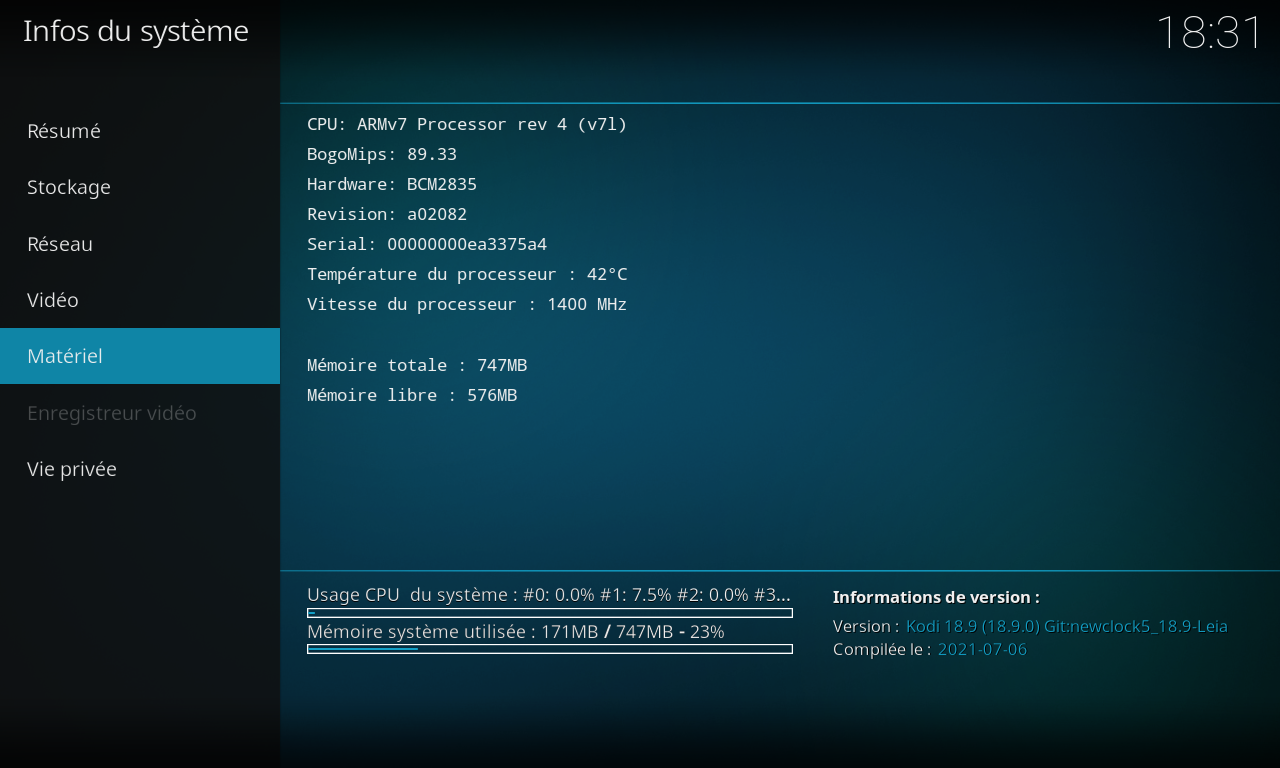 Infos du système
18:31
Résumé
Stockage
Réseau
Vidéo
Matériel
Enregistreur vidéo
Vie privée
CPU: ARMv7 Processor rev 4 (v7l)
BogoMips: 89.33
Hardware: BCM2835
Revision: a02082
Serial: 00000000ea3375a4
Température du processeur : 42°C
Vitesse du processeur : 1400 MHz
Mémoire totale : 747MB
Mémoire libre : 576MB
Usage CPU  du système : #0: 0.0% #1: 7.5% #2: 0.0% #3...
Mémoire système utilisée : 171MB / 747MB - 23%
Informations de version :
Version : Kodi 18.9 (18.9.0) Git:newclock5_18.9-Leia
Compilée le : 2021-07-06